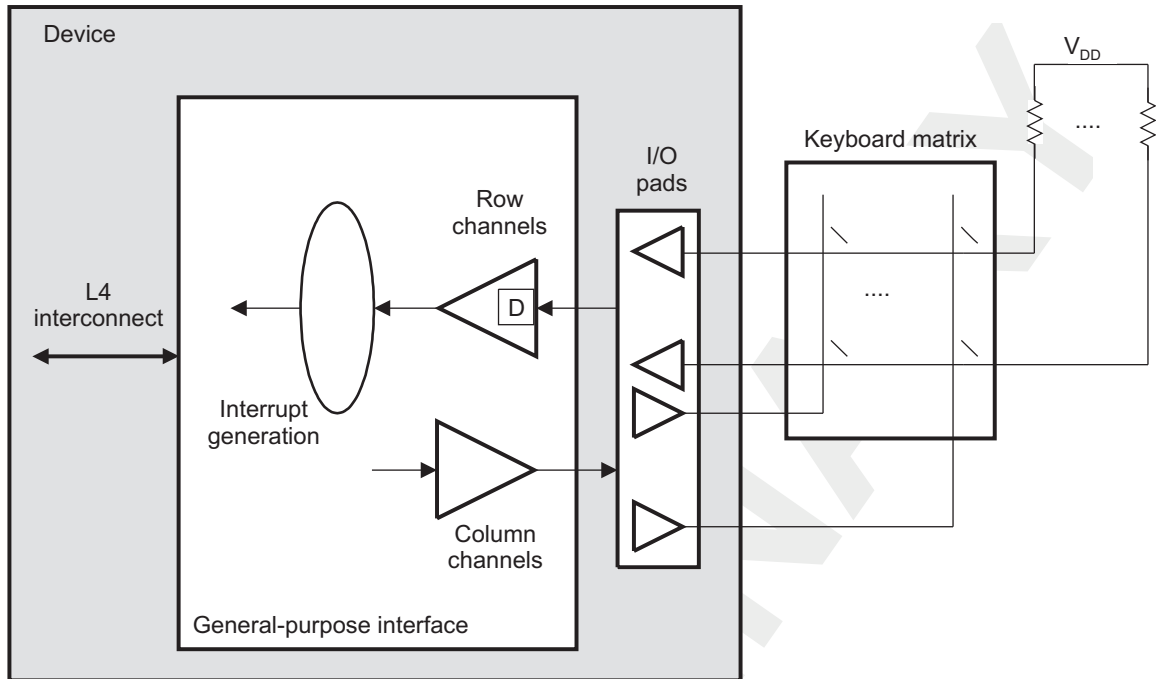 Device
V_DD
....
Keyboard matrix
I/O
pads
Row
channels
D
....
L4
interconnect
Interrupt
generation
Column
channels
General-purpose interface